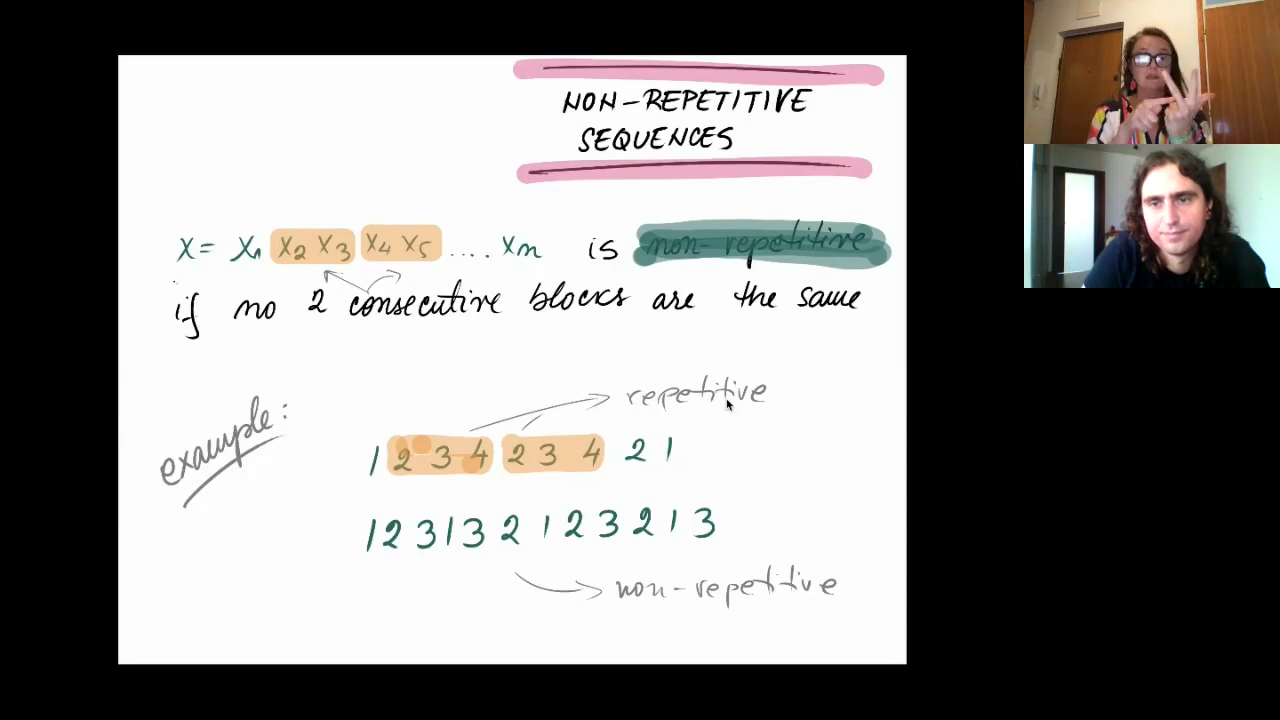 NON-REPETITIVE
SEQUENCES
x = x₁ x₂ x₃ x₄ x₅ .... xₙ is non-repetitive
if no 2 consecutive blocks are the same
example:
repetitive
1 2 3 4 2 3 4 2 1
1 2 3 1 3 2 1 2 3 2 1 3
non-repetitive